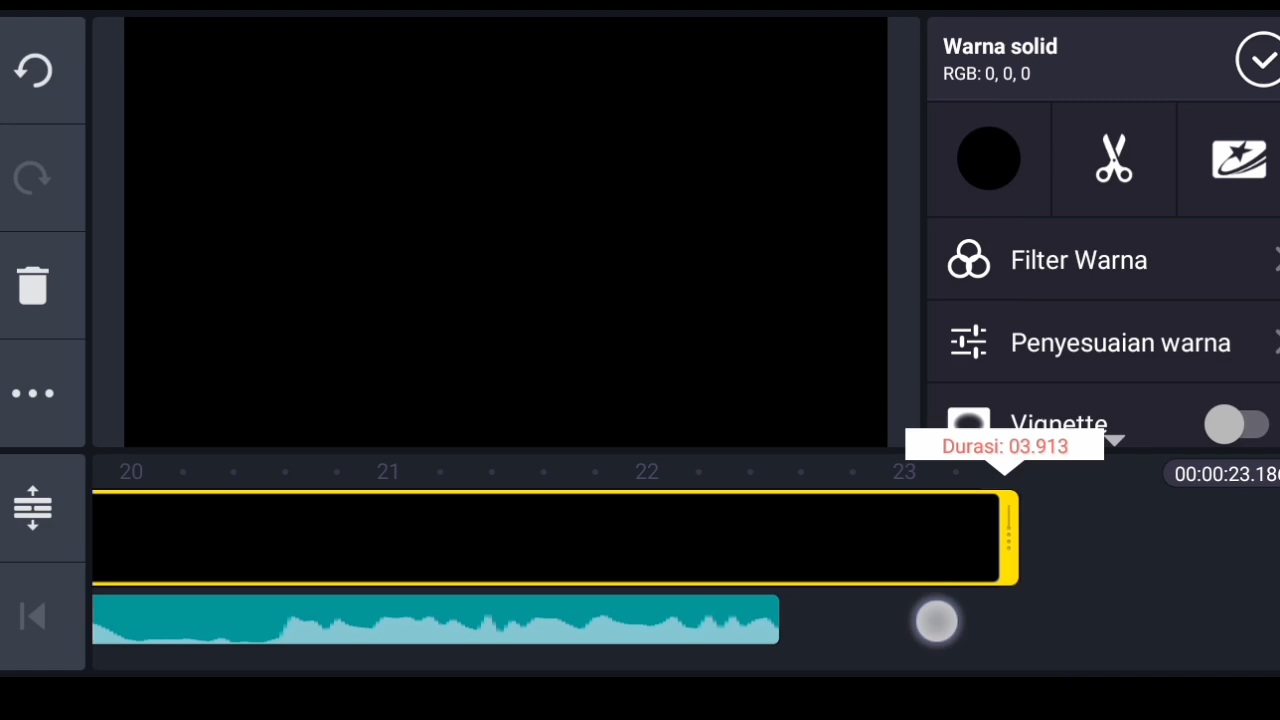 Warna solid
RGB: 0, 0, 0
Filter Warna
Penyesuaian warna
Vignette
Durasi: 03.913
20 21 22 23
00:00:23.186